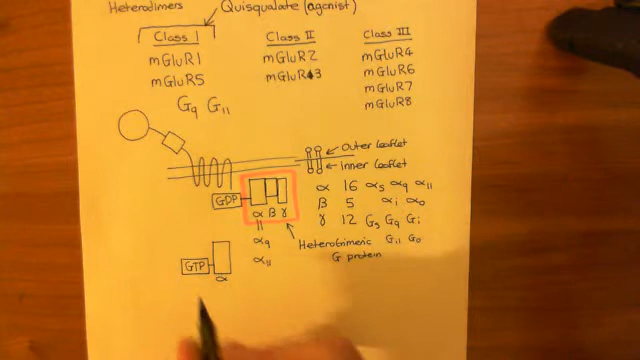 Heterodimers
Quisqualate (agonist)
Class I
mGluR1
mGluR5
Gq G11
Class II
mGluR2
mGluR3
Class III
mGluR4
mGluR6
mGluR7
mGluR8
Outer leaflet
Inner leaflet
GDP
α β γ
αq
α11
α 16 αs αq α11
β 5 αi αo
γ 12 Gs Gq Gi
G11 Go
Heterotrimeric
G protein
GTP
α